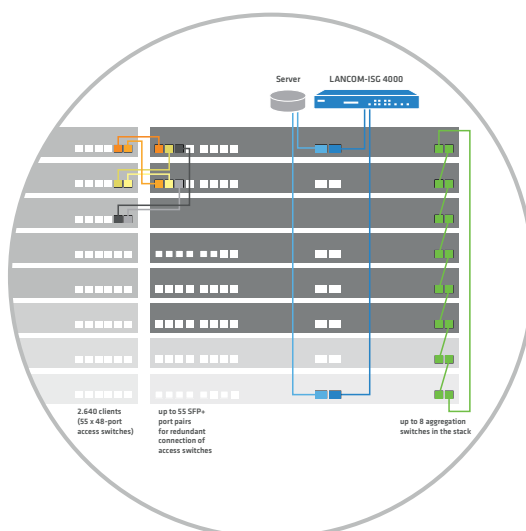 Server
LANCOM-ISG 4000
2.640 clients
(55 x 48-port
access switches)
up to 55 SFP+
port pairs
for redundant
connection of
access switches
up to 8 aggregation
switches in the stack